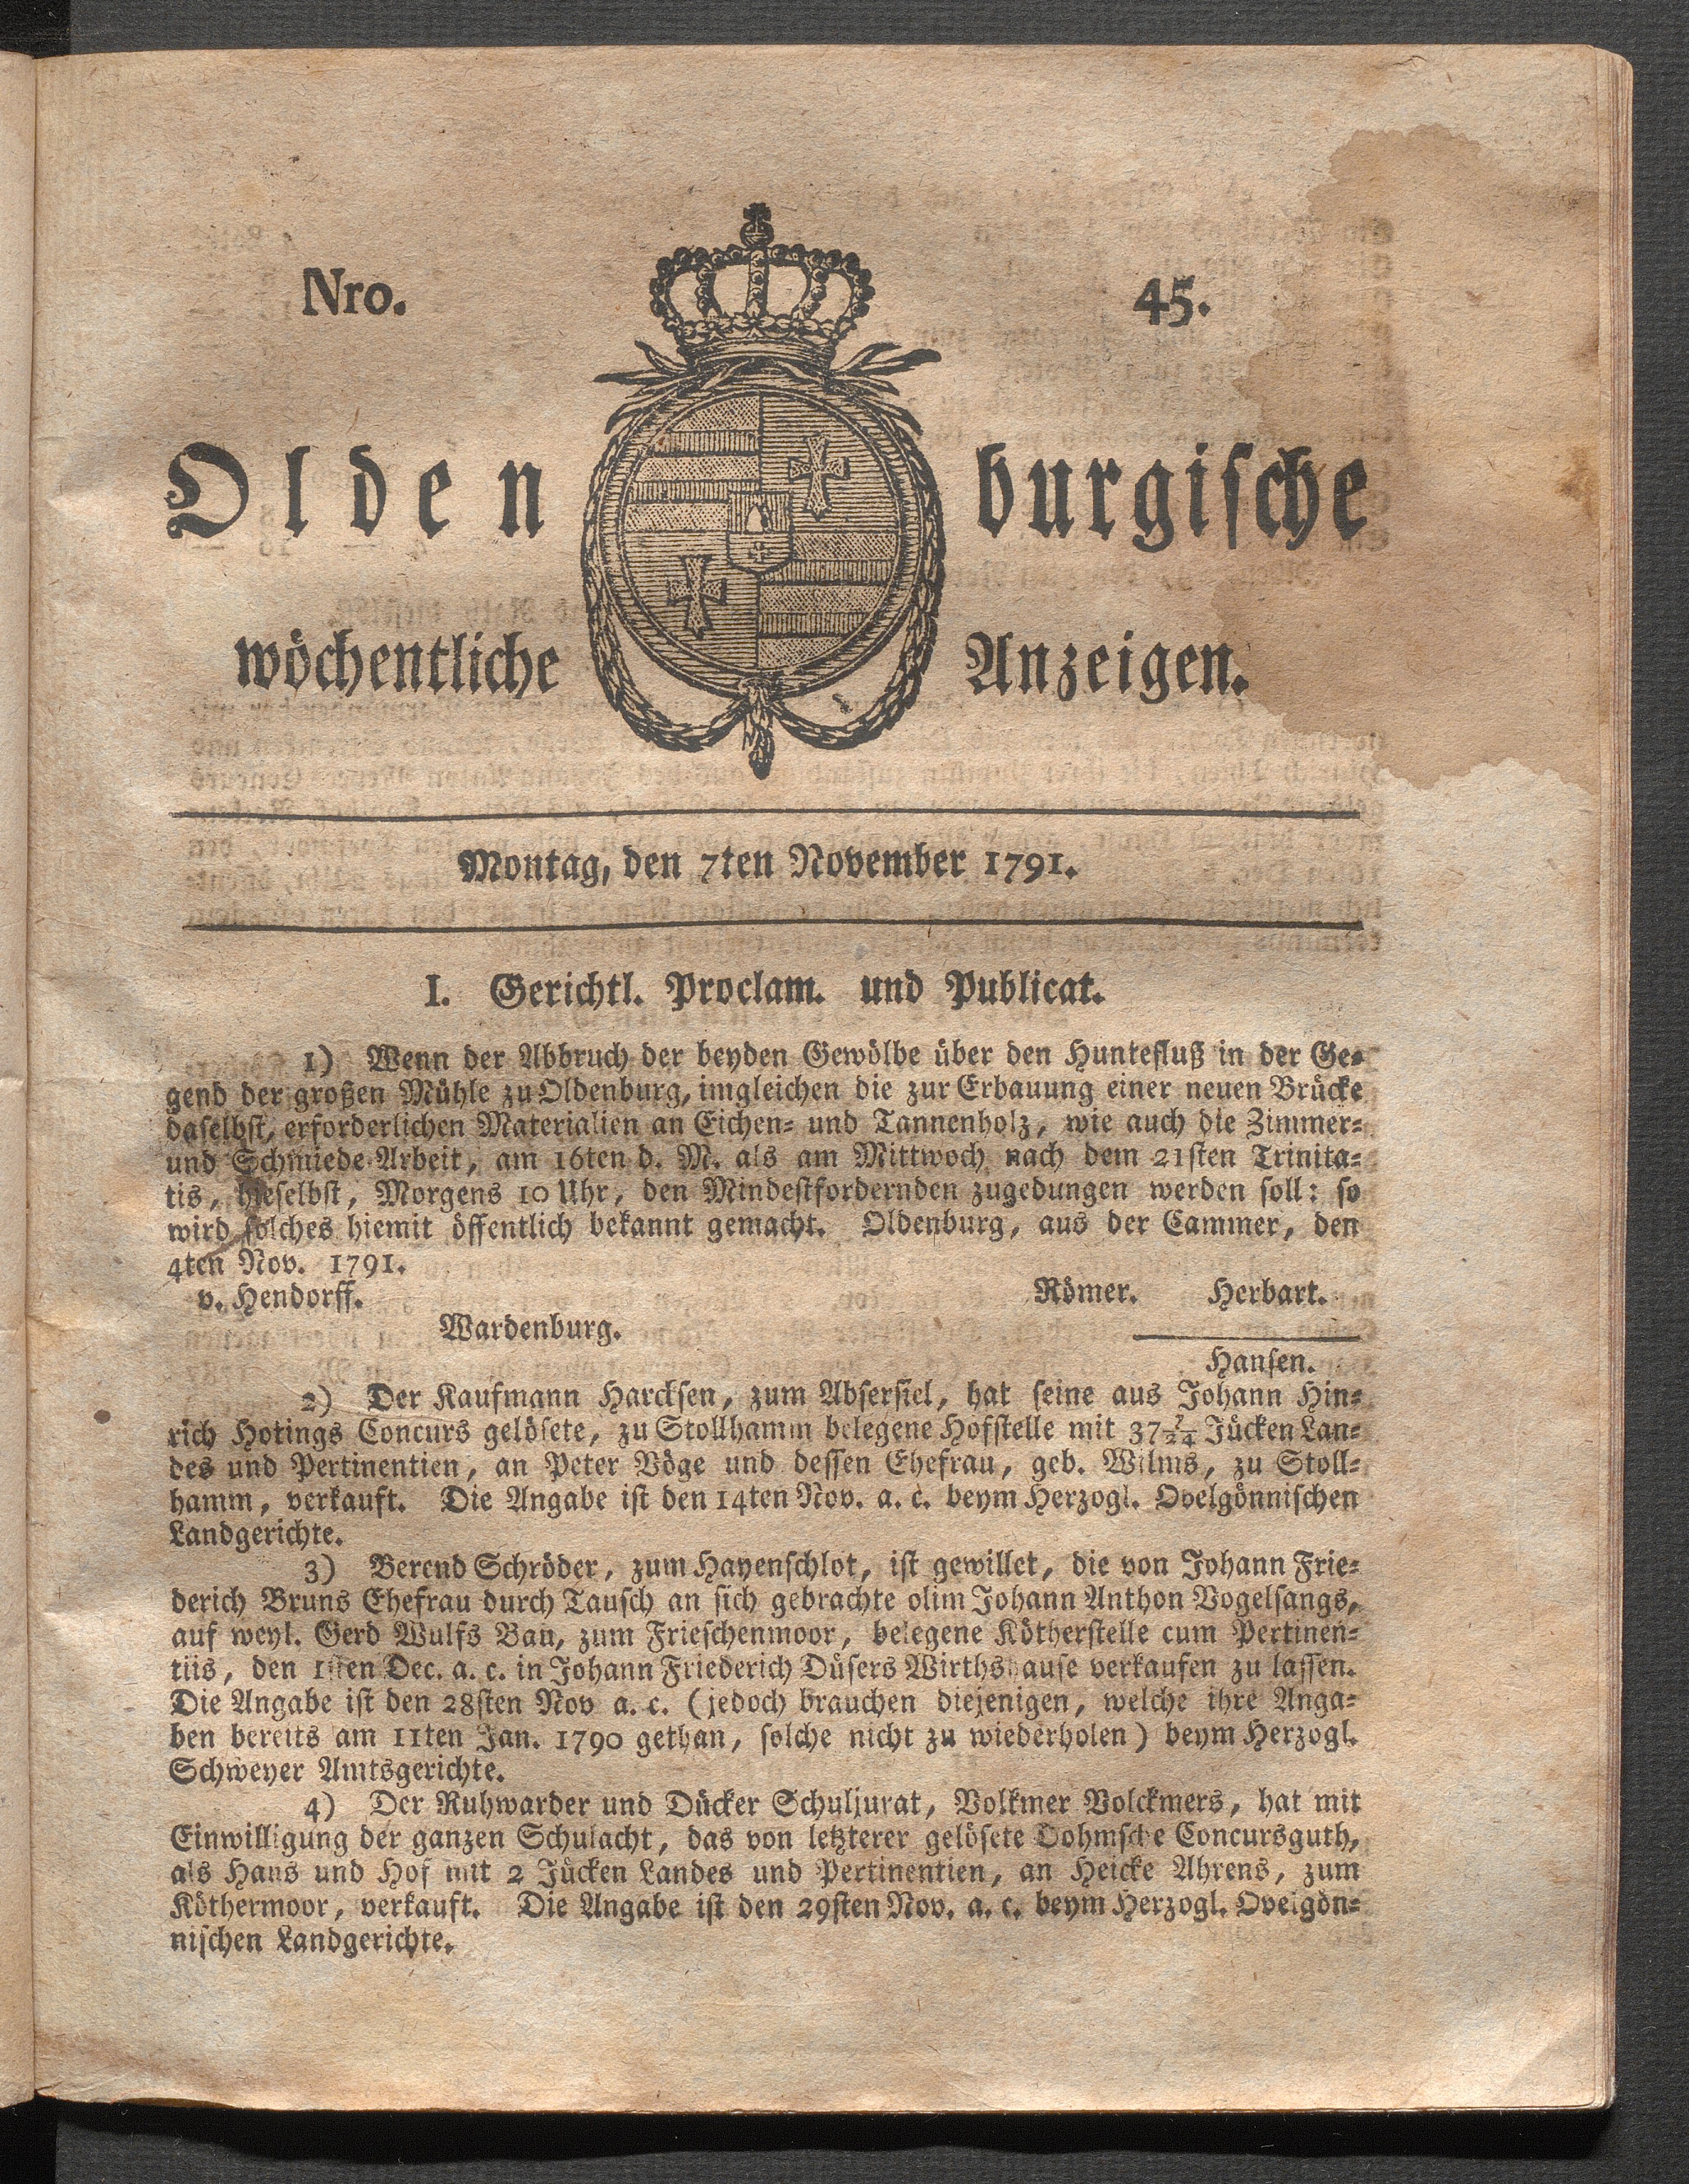 Nro. 45.
Oldenburgische
wöchentliche Anzeigen.
Montag, den 7ten November 1791.
I. Gerichtl. Proclam. und Publicat.
1) Wenn der Abbruch der beyden Gewölbe über den Huntefluß in der Ge-
gend der großen Mühle zu Oldenburg, imgleichen die zur Erbauung einer neuen Brücke
daselbst, erforderlichen Materialien an Eichen- und Tannenholz, wie auch die Zimmer-
und Schmiede-Arbeit, am 16ten d. M. als am Mittwoch nach dem 21sten Trinita-
tis, hieselbst, Morgens 10 Uhr, den Mindestfordernden zugedungen werden soll: so
wird solches hiemit öffentlich bekannt gemacht. Oldenburg, aus der Cammer, den
4ten Nov. 1791.
v. Hendorff. Römer. Herbart.
Wardenburg.
Hansen.
2) Der Kaufmann Harcksen, zum Absersiel, hat seine aus Johann Hin-
rich Hotings Concurs gelösete, zu Stollhamm belegene Hofstelle mit 37 7/24 Jücken Lan-
des und Pertinentien, an Peter Vöge und dessen Ehefrau, geb. Wilms, zu Stoll-
hamm, verkauft. Die Angabe ist den 14ten Nov. a. c. beym Herzogl. Ovelgönnischen
Landgerichte.
3) Berend Schröder, zum Hayenschlot, ist gewillet, die von Johann Frie-
derich Bruns Ehefrau durch Tausch an sich gebrachte olim Johann Anthon Vogelsangs,
auf weyl. Gerd Wulfs Bau, zum Frieschenmoor, belegene Kötherstelle cum Pertinen-
tiis, den 1sten Dec. a. c. in Johann Friederich Düsers Wirthshause verkaufen zu lassen.
Die Angabe ist den 28sten Nov a. c. (jedoch brauchen diejenigen, welche ihre Anga-
ben bereits am 11ten Jan. 1790 gethan, solche nicht zu wiederholen) beym Herzogl.
Schweyer Amtsgerichte.
4) Der Ruhwarder und Dücker Schuljurat, Volkmer Volckmers, hat mit
Einwilligung der ganzen Schulacht, das von letzterer gelösete Dohmsche Concursguth,
als Haus und Hof mit 2 Jücken Landes und Pertinentien, an Heicke Ahrens, zum
Köthermoor, verkauft. Die Angabe ist den 29sten Nov. a. c. beym Herzogl. Ovelgön-
nischen Landgerichte.